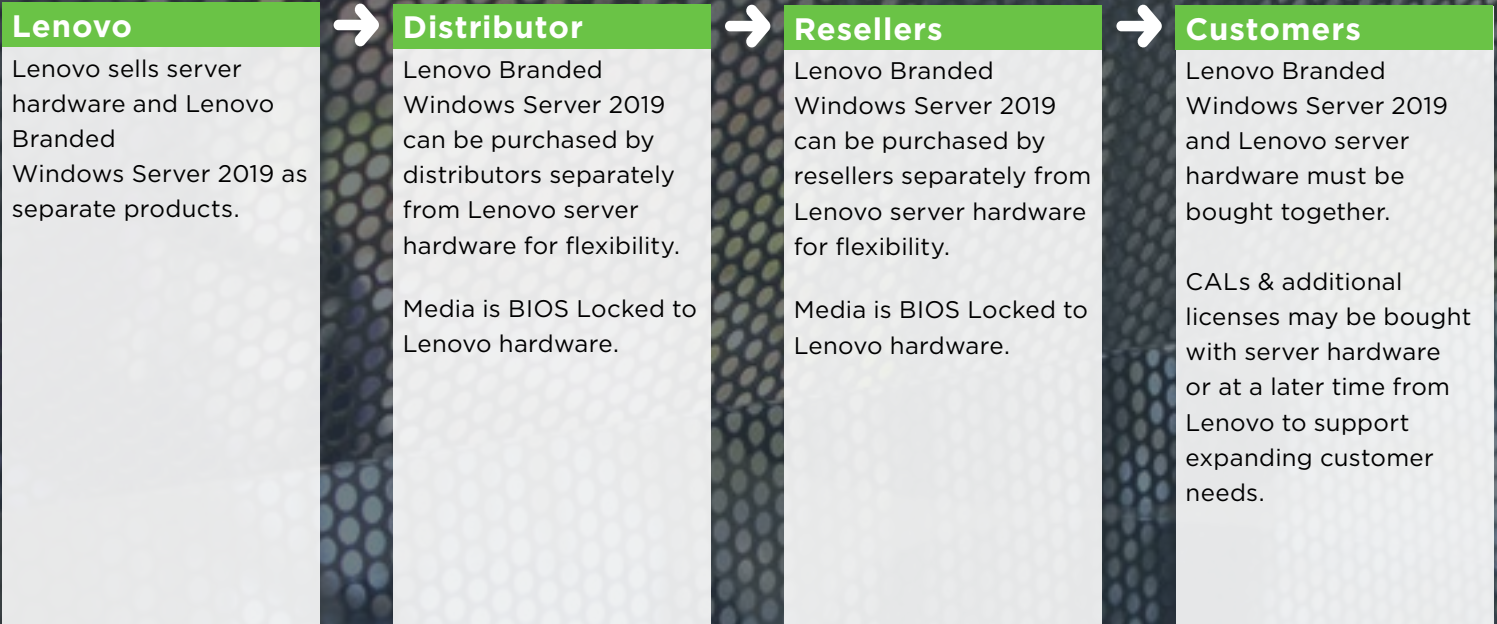 Lenovo
Lenovo sells server
hardware and Lenovo
Branded
Windows Server 2019 as
separate products.
Distributor
Lenovo Branded
Windows Server 2019
can be purchased by
distributors separately
from Lenovo server
hardware for flexibility.
Media is BIOS Locked to
Lenovo hardware.
Resellers
Lenovo Branded
Windows Server 2019
can be purchased by
resellers separately from
Lenovo server hardware
for flexibility.
Media is BIOS Locked to
Lenovo hardware.
Customers
Lenovo Branded
Windows Server 2019
and Lenovo server
hardware must be
bought together.
CALs & additional
licenses may be bought
with server hardware
or at a later time from
Lenovo to support
expanding customer
needs.